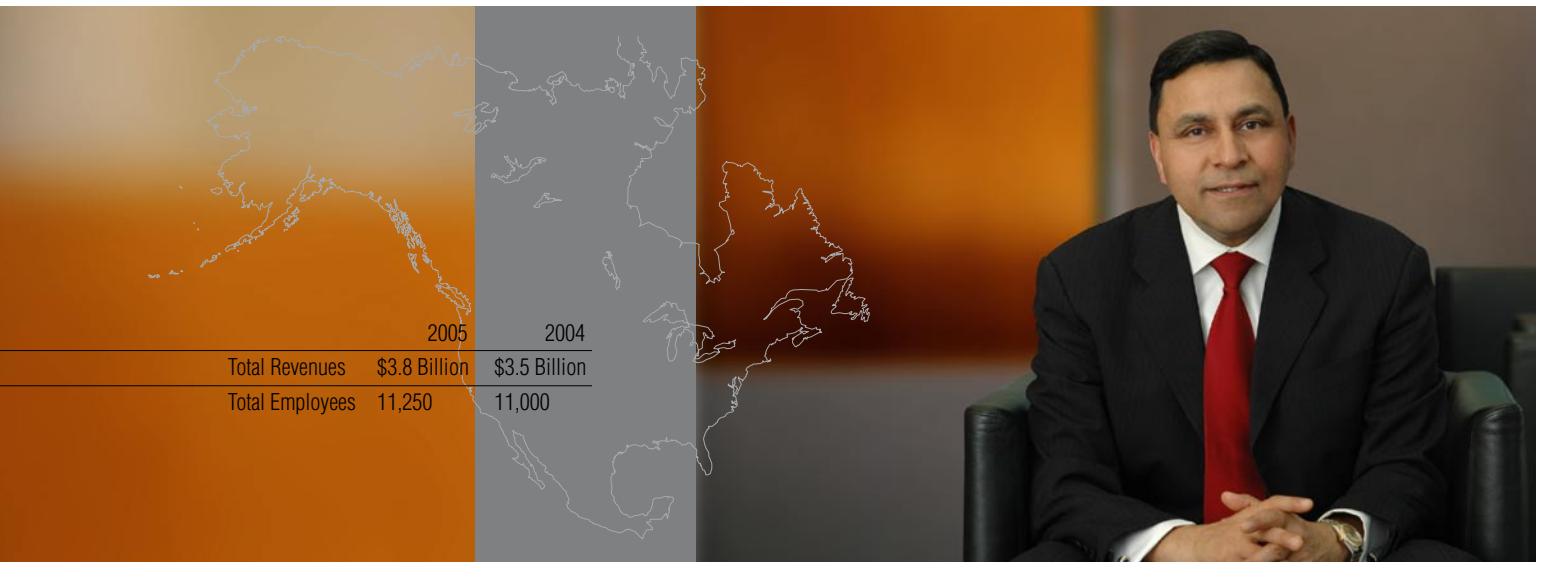 2005 2004
Total Revenues $3.8 Billion $3.5 Billion
Total Employees 11,250 11,000